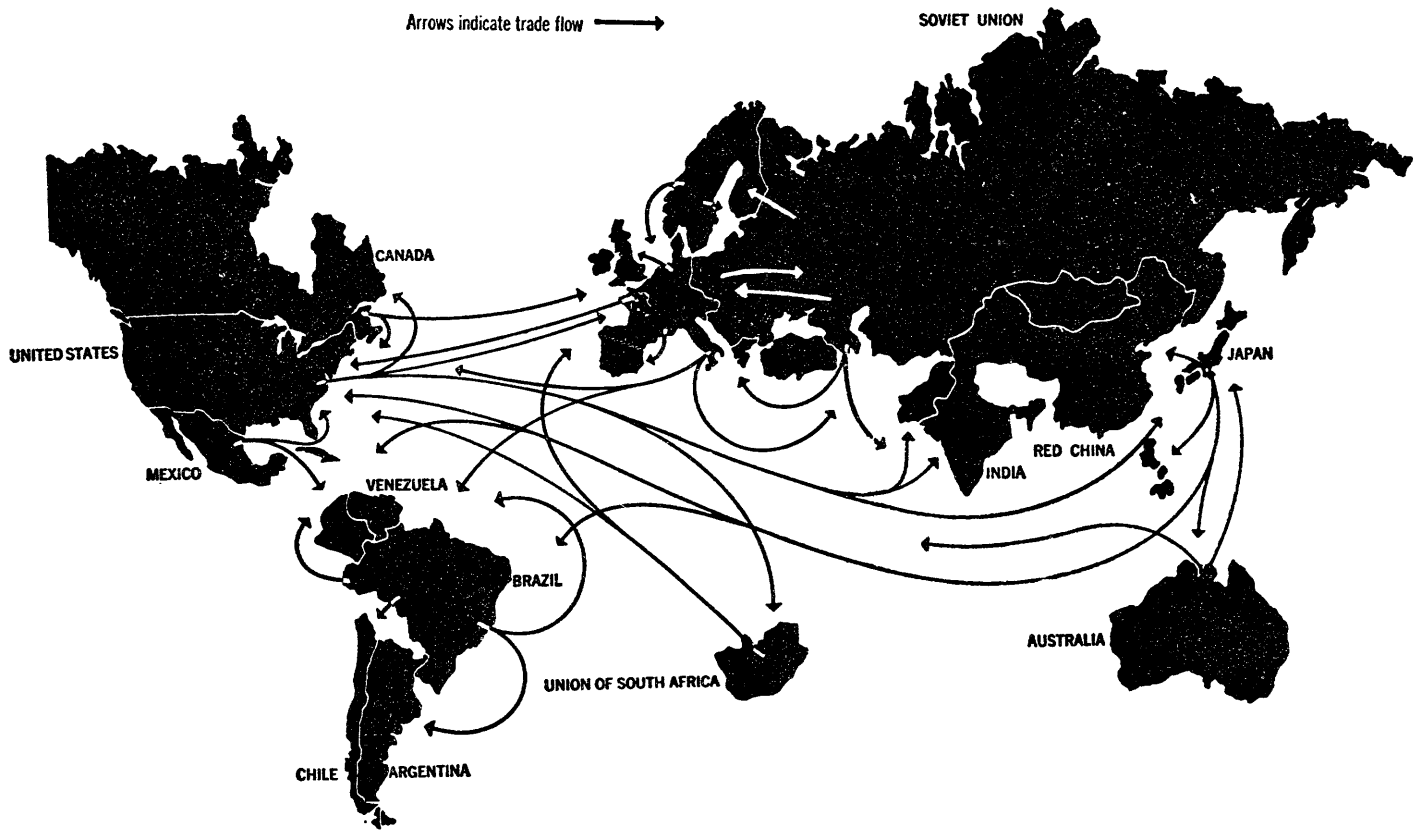 Arrows indicate trade flow
SOVIET UNION
CANADA
UNITED STATES
JAPAN
MEXICO
RED CHINA
INDIA
VENEZUELA
BRAZIL
AUSTRALIA
UNION OF SOUTH AFRICA
CHILE
ARGENTINA